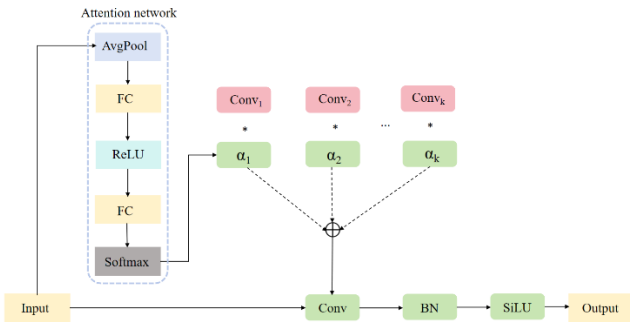 Attention network
AvgPool
FC
ReLU
FC
Softmax
Conv₁ Conv₂ Convₖ
* * ... *
α₁ α₂ αₖ
Input Conv BN SiLU Output